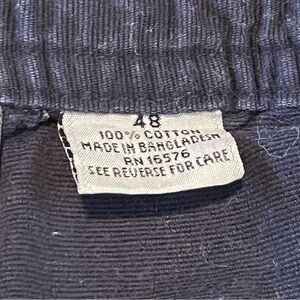 48
100% COTTON
MADE IN BANGLADESH
RN 16576
SEE REVERSE FOR CARE